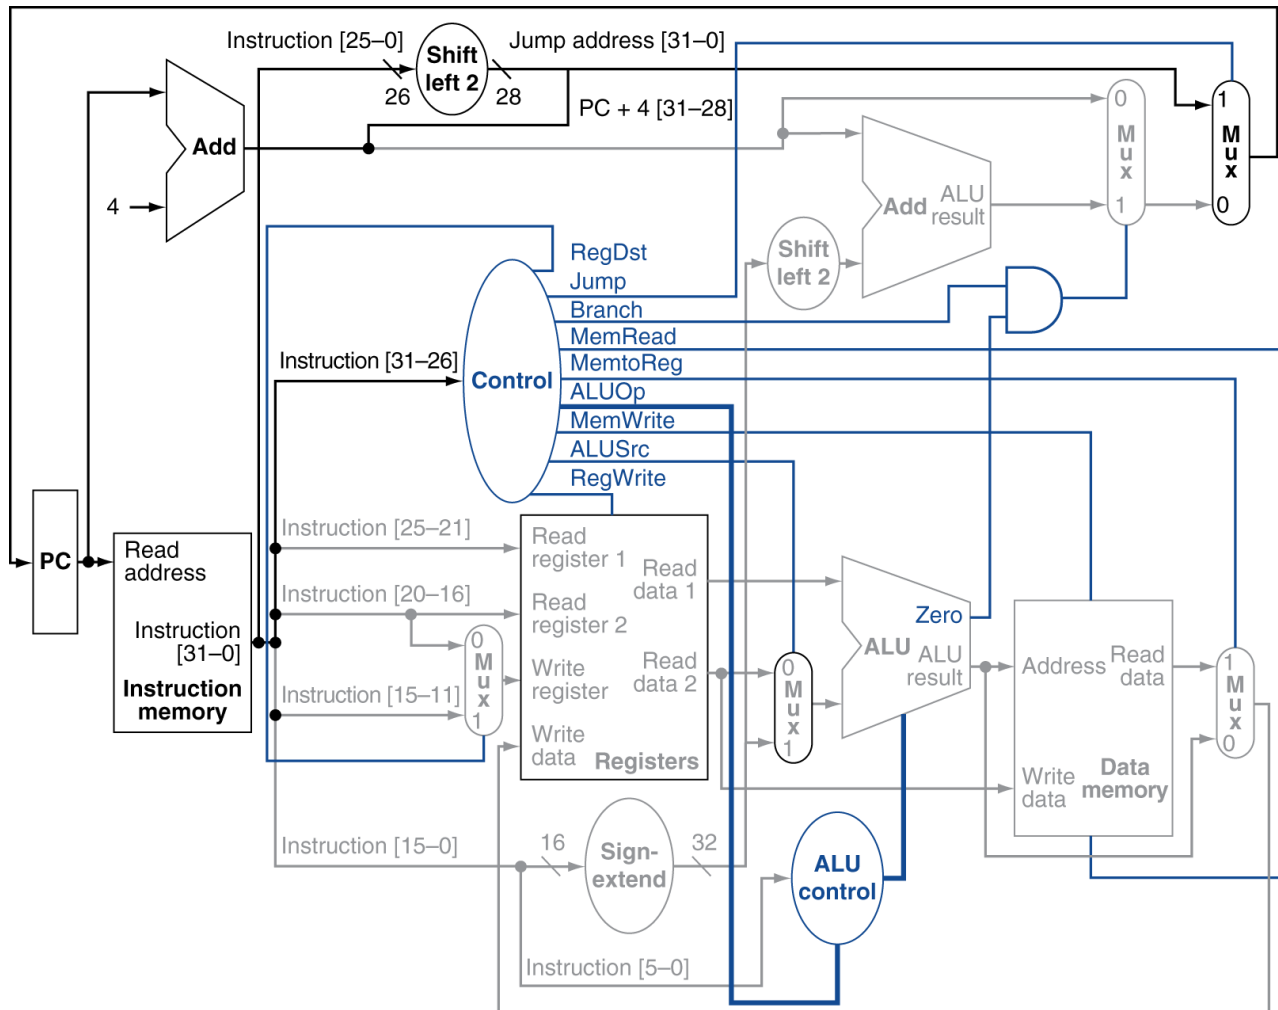 Instruction [25–0]
Shift
left 2
Jump address [31–0]
26
28
PC + 4 [31–28]
Add
4
0
M
u
x
1
1
M
u
x
0
Add
ALU
result
Shift
left 2
RegDst
Jump
Branch
MemRead
MemtoReg
ALUOp
MemWrite
ALUSrc
RegWrite
Instruction [31–26]
Control
PC
Read
address
Instruction
[31–0]
Instruction
memory
Instruction [25–21]
Instruction [20–16]
Instruction [15–11]
0
M
u
x
1
Read
register 1
Read
register 2
Write
register
Write
data
Read
data 1
Read
data 2
Registers
0
M
u
x
1
Zero
ALU
ALU
result
Address
Read
data
Write
data
Data
memory
1
M
u
x
0
Instruction [15–0]
16
Sign-
extend
32
ALU
control
Instruction [5–0]